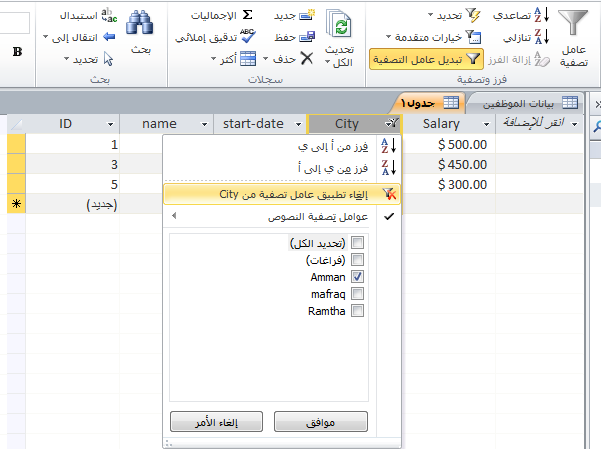 عامل تصفية
تصاعدي
تنازلي
إزالة الفرز
تحديد
خيارات متقدمة
تبديل عامل التصفية
فرز وتصفية
تحديث الكل
جديد
حفظ
حذف
الإجماليات
تدقيق إملائي
أكثر
سجلات
بحث
استبدال
انتقال إلى
تحديد
بحث
B
بيانات الموظفين
جدول١
ID name start-date City Salary انقر للإضافة
1 $ 500.00
3 $ 450.00
5 $ 300.00
(جديد)
فرز من أ إلى ي
فرز من ي إلى أ
إلغاء تطبيق عامل تصفية من City
عوامل تصفية النصوص
(تحديد الكل)
(فراغات)
Amman
mafraq
Ramtha
موافق
إلغاء الأمر